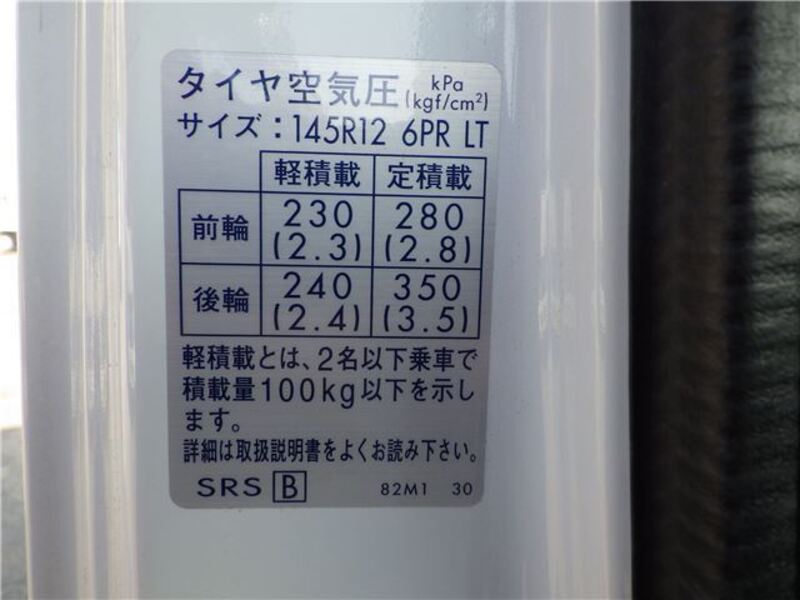 タイヤ空気圧 kPa (kgf/cm²)
サイズ：145R12 6PR LT
軽積載 定積載
前輪 230 (2.3) 280 (2.8)
後輪 240 (2.4) 350 (3.5)
軽積載とは、2名以下乗車で
積載量100kg以下を示し
ます。
詳細は取扱説明書をよくお読み下さい。
SRS B 82M1 30